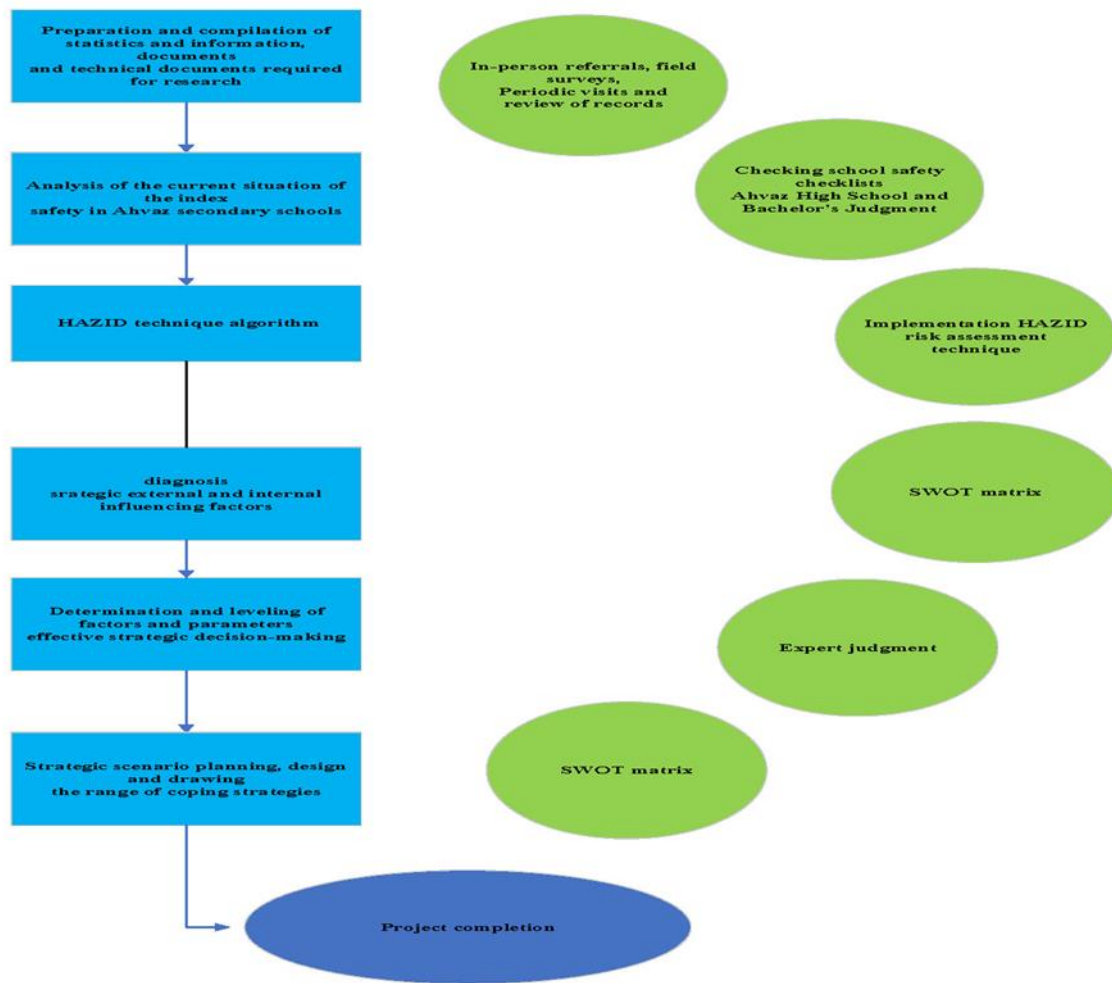 Preparation and compilation of
statistics and information,
documents
and technical documents required
for research
In-person referrals, field
surveys,
Periodic visits and
review of records
Analysis of the current situation of
the index
safety in Ahvaz secondary schools
Checking school safety
checklists
Ahvaz High School and
Bachelor's Judgment
HAZID technique algorithm
Implementation HAZID
risk assessment
technique
diagnosis
srategic external and internal
influencing factors
SWOT matrix
Determination and leveling of
factors and parameters
effective strategic decision-making
Expert judgment
Strategic scenario planning, design
and drawing
the range of coping strategies
SWOT matrix
Project completion